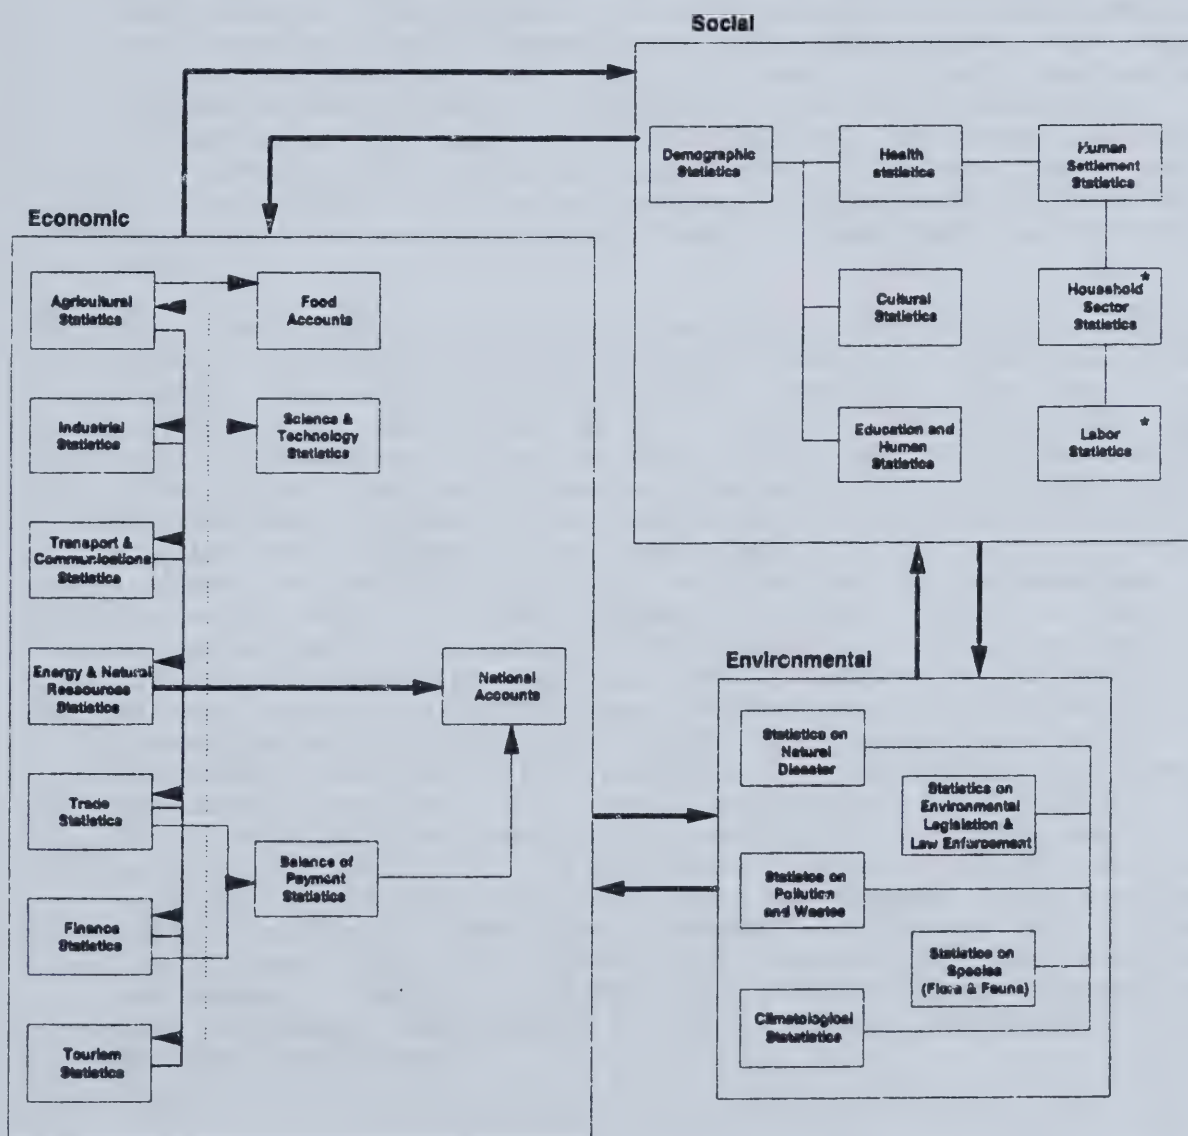 Social
Demographic
Statistics
Health
statistics
Human
Settlement
Statistics
Cultural
Statistics
Household *
Sector
Statistics
Education and
Human
Statistics
Labor *
Statistics
Economic
Agricultural
Statistics
Food
Accounts
Industrial
Statistics
Science &
Technology
Statistics
Transport &
Communications
Statistics
Energy & Natural
Ressources
Statistics
National
Accounts
Trade
Statistics
Balance of
Payment
Statistics
Finance
Statistics
Tourism
Statistics
Environmental
Statistics on
Natural
Disaster
Statistics on
Environmental
Legislation &
Law Enforcement
Statistcs on
Pollution
and Wastes
Statistics on
Species
(Flora & Fauna)
Climatological
Statstistics